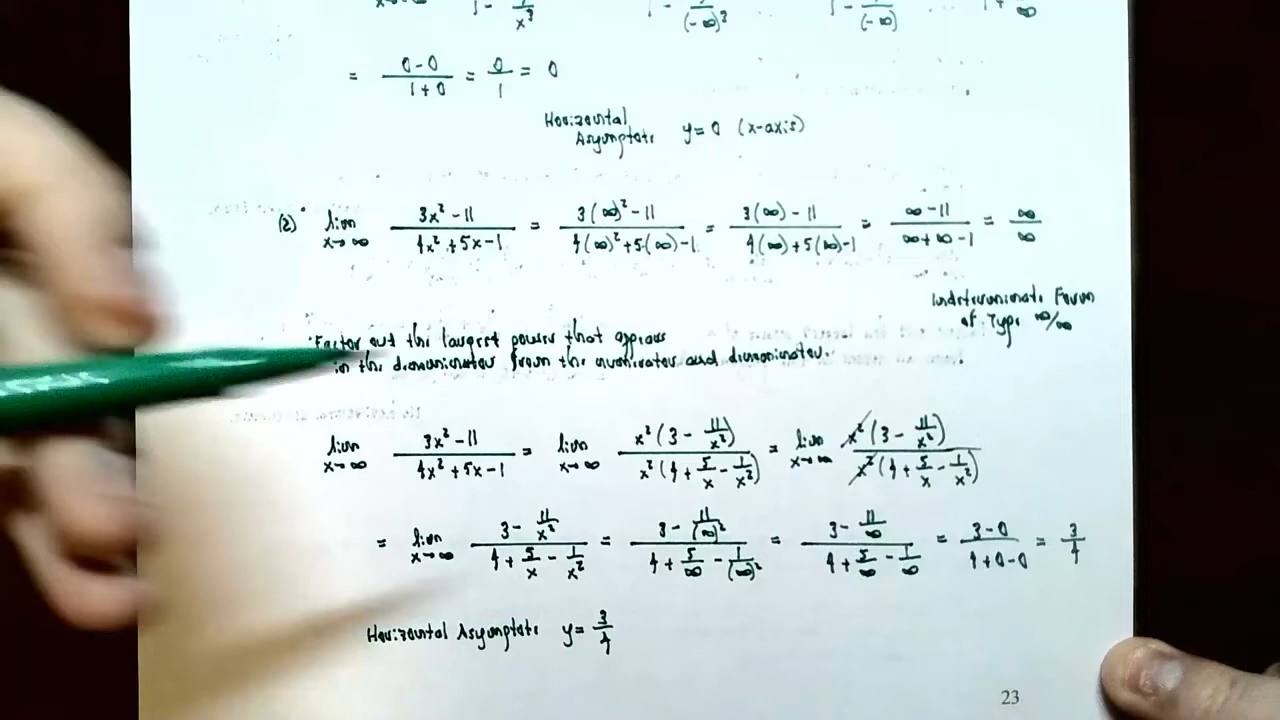 = (0-0)/(1+0) = 0/1 = 0
Horizontal
Asymptote y=0 (x-axis)
(2) lim x→∞ (3x²-11)/(4x²+5x-1) = (3(∞)²-11)/(4(∞)²+5(∞)-1) = (3(∞)-11)/(4(∞)+5(∞)-1) = (∞-11)/(∞+∞-1) = ∞/∞
Indeterminate Form
of Type ∞/∞
Factor out the largest power that appears
in the denominator from the numerator and denominator.
lim x→∞ (3x²-11)/(4x²+5x-1) = lim x→∞ x²(3 - 11/x²)/x²(4 + 5/x - 1/x²) = lim x→∞ x²(3 - 11/x²)/x²(4 + 5/x - 1/x²)
= lim x→∞ (3 - 11/x²)/(4 + 5/x - 1/x²) = (3 - 11/(∞)²)/(4 + 5/∞ - 1/(∞)²) = (3 - 11/∞)/(4 + 5/∞ - 1/∞) = (3-0)/(4+0-0) = 3/4
Horizontal Asymptote y= 3/4
23